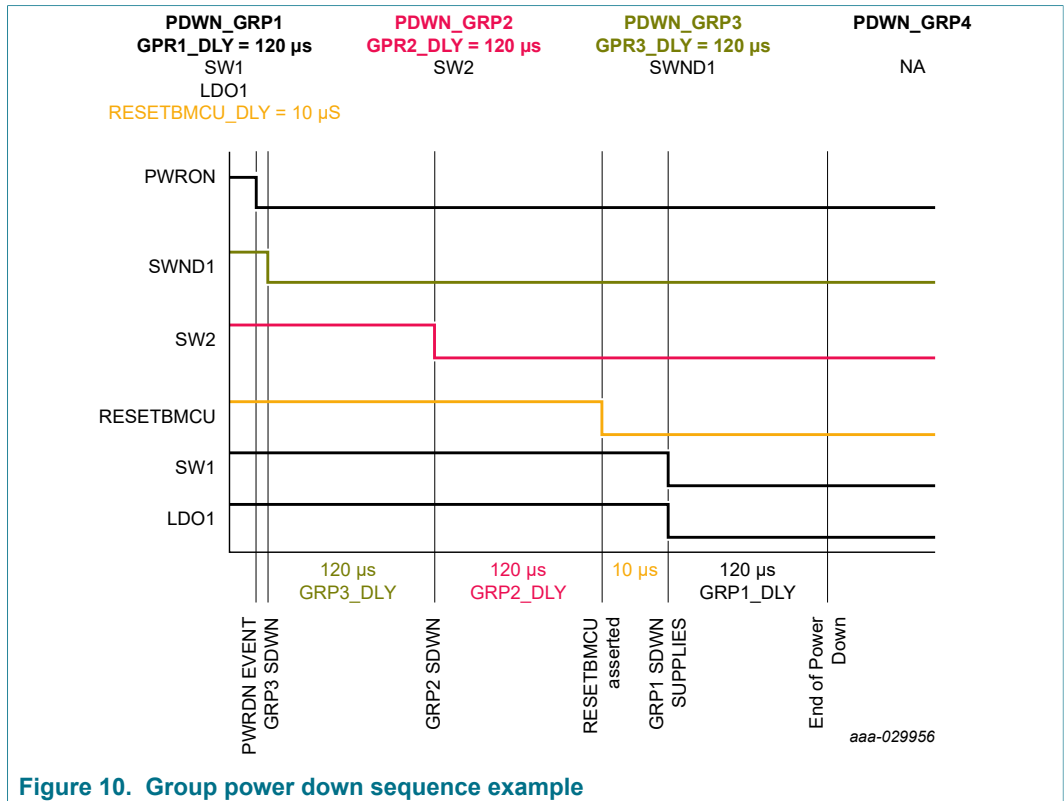 PDWN_GRP1
GPR1_DLY = 120 µs
SW1
LDO1
RESETBMCU_DLY = 10 µS
PDWN_GRP2
GPR2_DLY = 120 µs
SW2
PDWN_GRP3
GPR3_DLY = 120 µs
SWND1
PDWN_GRP4
NA
PWRON
SWND1
SW2
RESETBMCU
SW1
LDO1
120 µs
GRP3_DLY
120 µs
GRP2_DLY
10 µs
120 µs
GRP1_DLY
PWRDN EVENT
GRP3 SDWN
GRP2 SDWN
RESETBMCU
asserted
GRP1 SDWN
SUPPLIES
End of Power
Down
aaa-029956
Figure 10. Group power down sequence example